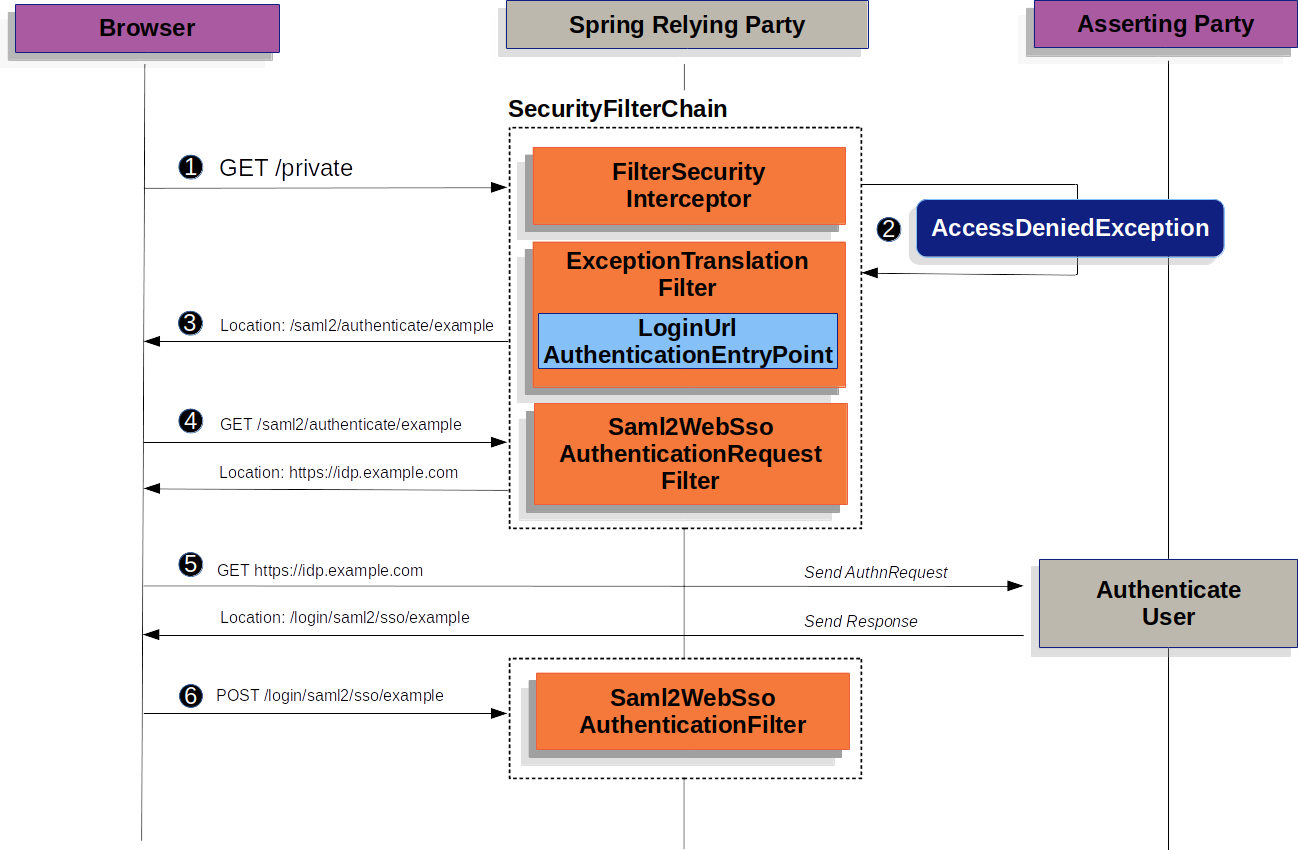 Browser
Spring Relying Party
Asserting Party
SecurityFilterChain
1 GET /private
FilterSecurity
Interceptor
2 AccessDeniedException
ExceptionTranslation
Filter
LoginUrl
AuthenticationEntryPoint
3 Location: /saml2/authenticate/example
4 GET /saml2/authenticate/example
Saml2WebSso
AuthenticationRequest
Filter
Location: https://idp.example.com
5 GET https://idp.example.com
Send AuthnRequest
Authenticate
User
Location: /login/saml2/sso/example
Send Response
6 POST /login/saml2/sso/example
Saml2WebSso
AuthenticationFilter